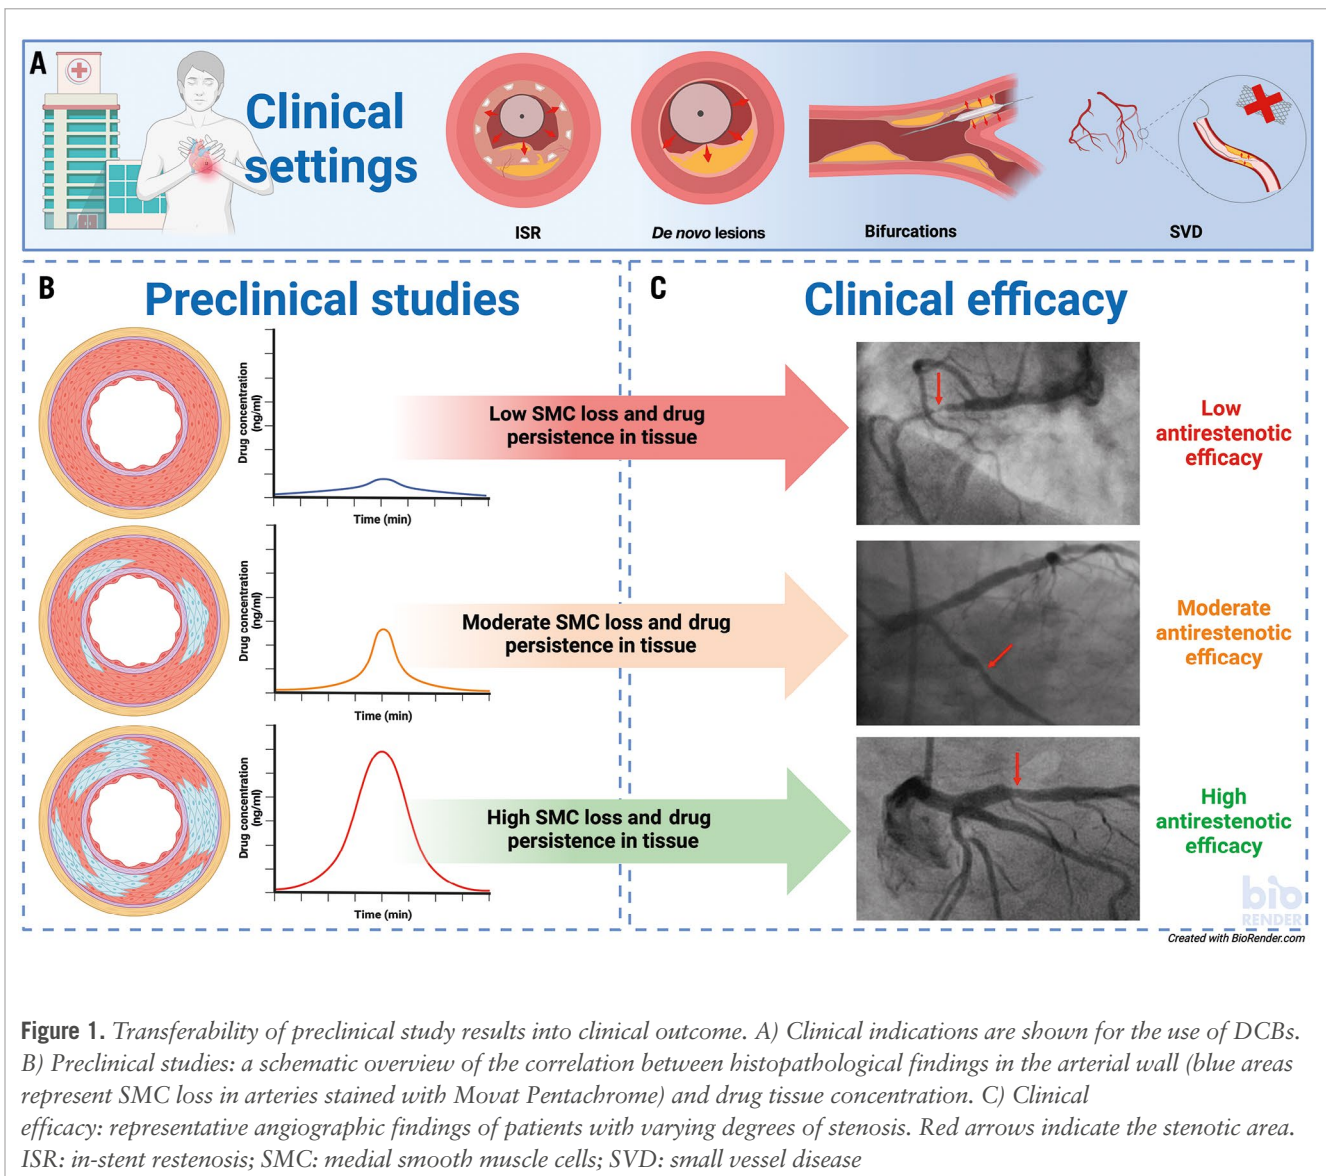 A
Clinical
settings
ISR
De novo lesions
Bifurcations
SVD
B
Preclinical studies
Drug concentration
(ng/ml)
Time (min)
Low SMC loss and drug
persistence in tissue
Drug concentration
(ng/ml)
Time (min)
Moderate SMC loss and drug
persistence in tissue
Drug concentration
(ng/ml)
Time (min)
High SMC loss and drug
persistence in tissue
C
Clinical efficacy
Low
antirestenotic
efficacy
Moderate
antirestenotic
efficacy
High
antirestenotic
efficacy
bio
RENDER
Created with BioRender.com
Figure 1. Transferability of preclinical study results into clinical outcome. A) Clinical indications are shown for the use of DCBs.
B) Preclinical studies: a schematic overview of the correlation between histopathological findings in the arterial wall (blue areas
represent SMC loss in arteries stained with Movat Pentachrome) and drug tissue concentration. C) Clinical
efficacy: representative angiographic findings of patients with varying degrees of stenosis. Red arrows indicate the stenotic area.
ISR: in-stent restenosis; SMC: medial smooth muscle cells; SVD: small vessel disease